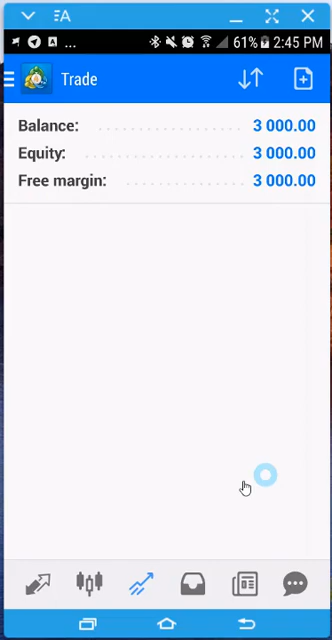 A
A ... 61% 2:45 PM
Trade
Balance: 3 000.00
Equity: 3 000.00
Free margin: 3 000.00